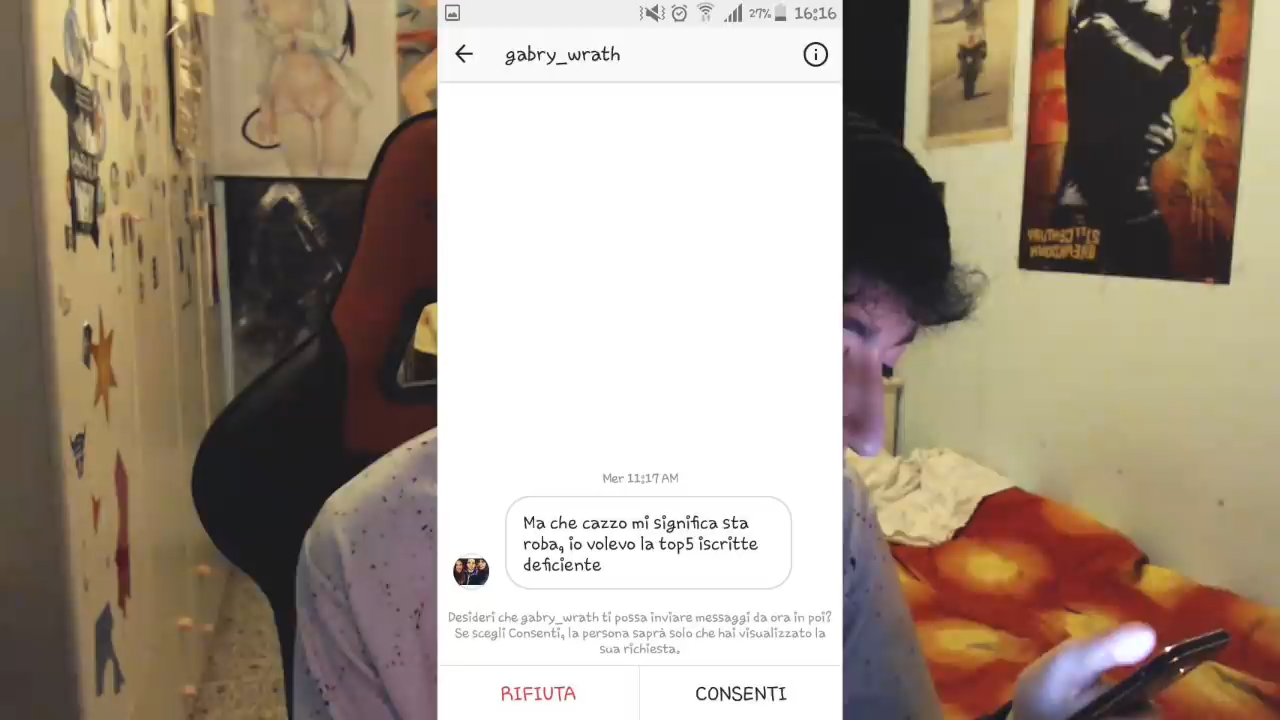 27% 16:16
gabry_wrath
Mer 11:17 AM
Ma che cazzo mi significa sta
roba, io volevo la top5 iscritte
deficiente
Desideri che gabry_wrath ti possa inviare messaggi da ora in poi?
Se scegli Consenti, la persona saprà solo che hai visualizzato la
sua richiesta.
RIFIUTA
CONSENTI